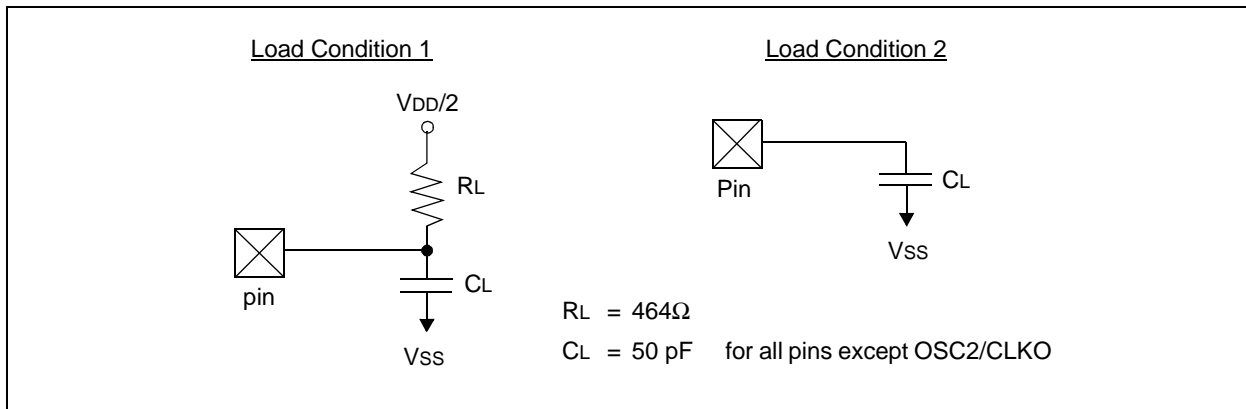 Load Condition 1
VDD/2
RL
pin
CL
VSS
Load Condition 2
Pin
CL
VSS
RL = 464Ω
CL = 50 pF for all pins except OSC2/CLKO